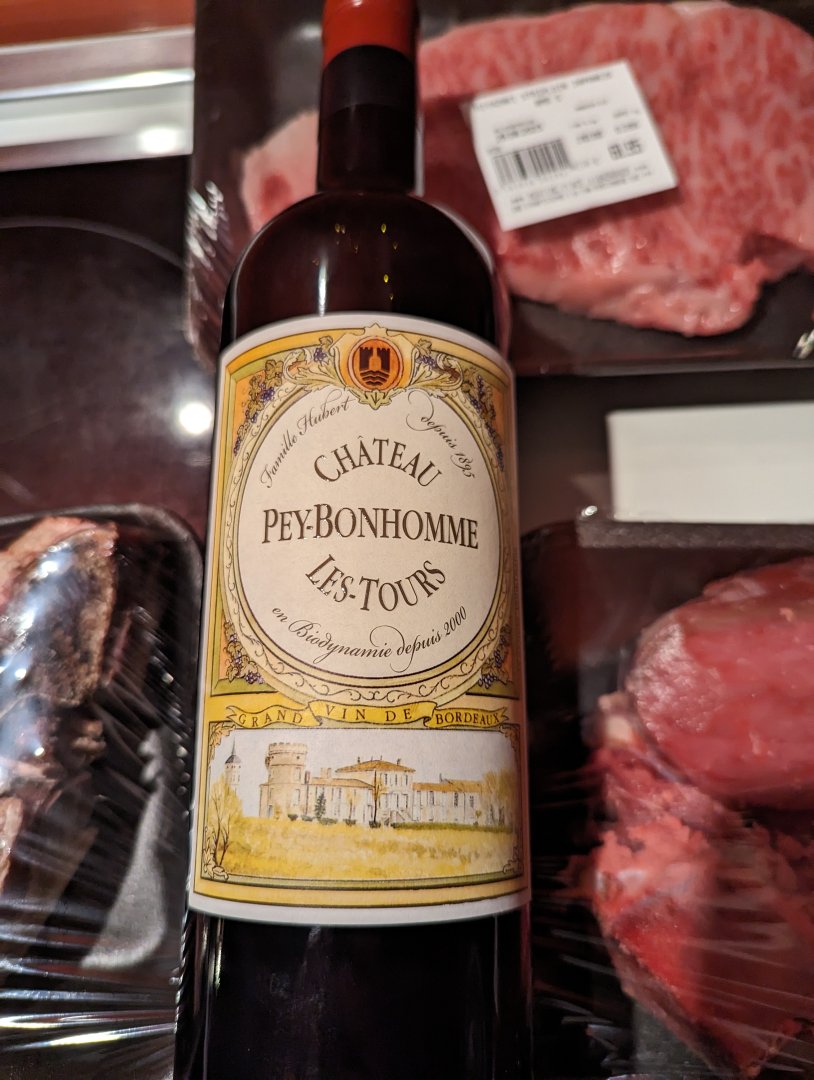 Famille Hubert
depuis 1895
CHÂTEAU
PEY-BONHOMME
LES-TOURS
en Biodynamie depuis 2000
GRAND VIN DE BORDEAUX